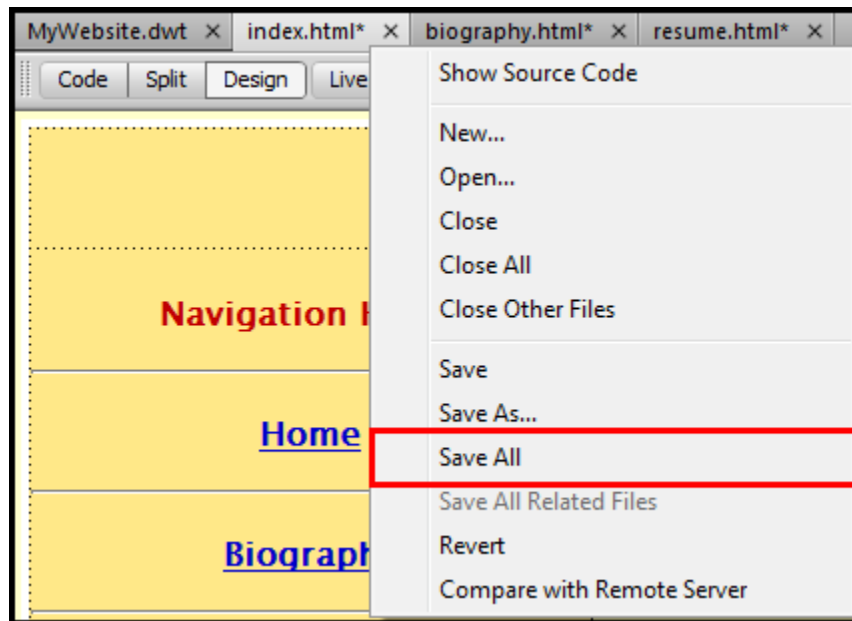 MyWebsite.dwt × index.html* × biography.html* × resume.html* ×
Code Split Design Live
Show Source Code
New...
Open...
Close
Close All
Close Other Files
Navigation
Save
Save As...
Home
Save All
Save All Related Files
Revert
Compare with Remote Server